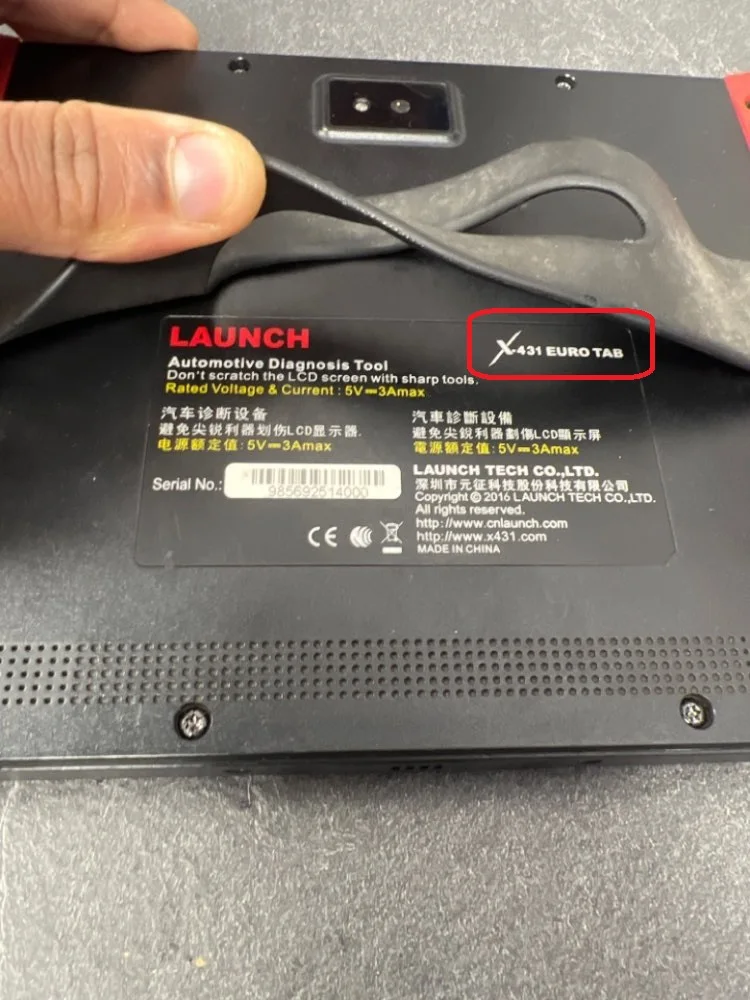 LAUNCH
X-431 EURO TAB
Automotive Diagnosis Tool
Don't scratch the LCD screen with sharp tools.
Rated Voltage & Current : 5V⎓3Amax
汽车诊断设备
避免尖锐利器划伤LCD显示器.
电源额定值: 5V⎓3Amax
汽車診斷設備
避免尖銳利器劃傷LCD顯示屏
電源額定值: 5V⎓3Amax
Serial No.:
985692514000
LAUNCH TECH CO.,LTD.
深圳市元征科技股份科技有限公司
Copyright © 2016 LAUNCH TECH CO.,LTD.
All rights reserved.
http://www.cnlaunch.com
http://www.x431.com
MADE IN CHINA
CE